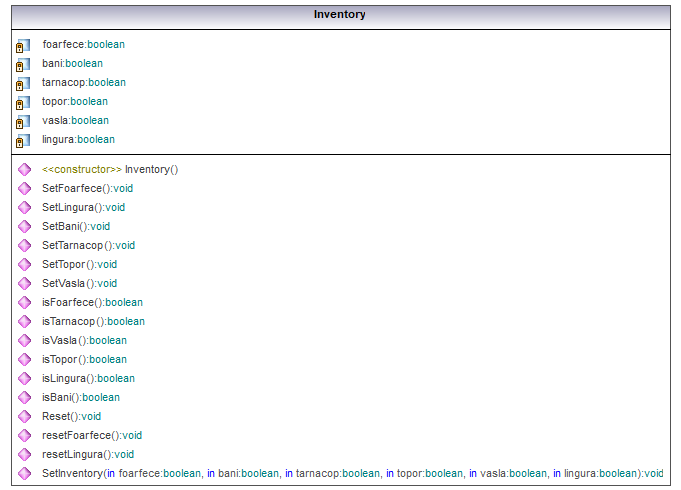 Inventory
foarfece:boolean
bani:boolean
tarnacop:boolean
topor:boolean
vasla:boolean
lingura:boolean
<<constructor>> Inventory()
SetFoarfece():void
SetLingura():void
SetBani():void
SetTarnacop():void
SetTopor():void
SetVasla():void
isFoarfece():boolean
isTarnacop():boolean
isVasla():boolean
isTopor():boolean
isLingura():boolean
isBani():boolean
Reset():void
resetFoarfece():void
resetLingura():void
SetInventory(in foarfece:boolean, in bani:boolean, in tarnacop:boolean, in topor:boolean, in vasla:boolean, in lingura:boolean):void